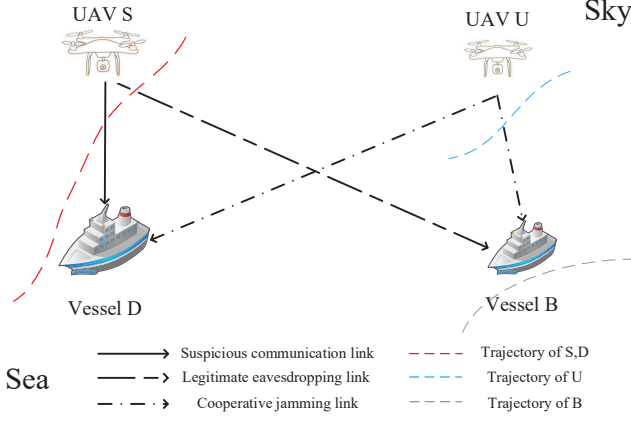 UAV S
UAV U
Sky
Vessel D
Vessel B
Sea
Suspicious communication link
Legitimate eavesdropping link
Cooperative jamming link
Trajectory of S,D
Trajectory of U
Trajectory of B